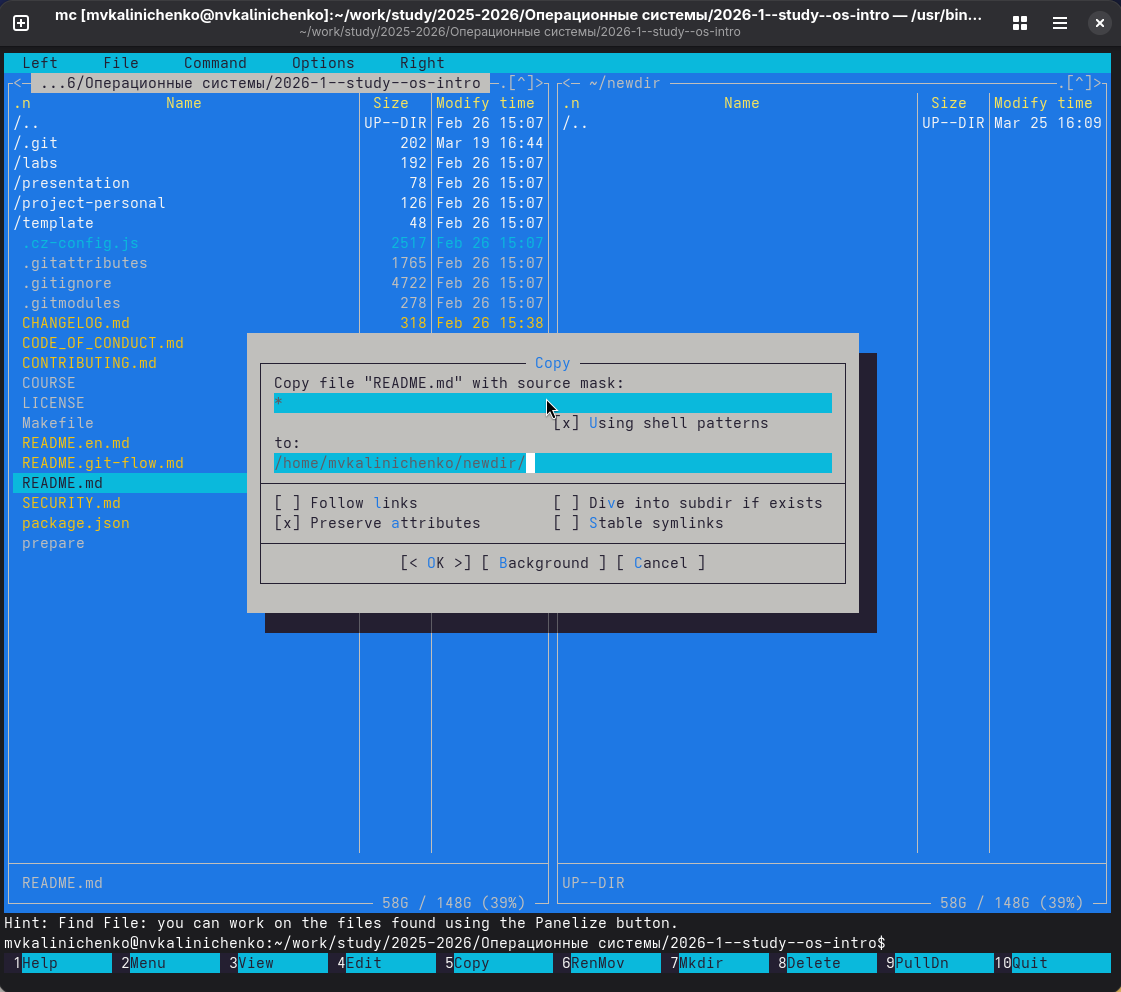 mc [mvkalinichenko@nvkalinichenko]:~/work/study/2025-2026/Операционные системы/2026-1--study--os-intro — /usr/bin…
~/work/study/2025-2026/Операционные системы/2026-1--study--os-intro
Left File Command Options Right
<— ...6/Операционные системы/2026-1--study--os-intro .[^]> <— ~/newdir .[^]>
.n Name Size Modify time .n Name Size Modify time
/.. UP--DIR Feb 26 15:07 /.. UP--DIR Mar 25 16:09
/.git 202 Mar 19 16:44
/labs 192 Feb 26 15:07
/presentation 78 Feb 26 15:07
/project-personal 126 Feb 26 15:07
/template 48 Feb 26 15:07
.cz-config.js 2517 Feb 26 15:07
.gitattributes 1765 Feb 26 15:07
.gitignore 4722 Feb 26 15:07
.gitmodules 278 Feb 26 15:07
CHANGELOG.md 318 Feb 26 15:38
CODE_OF_CONDUCT.md
CONTRIBUTING.md
COURSE
LICENSE
Makefile
README.en.md
README.git-flow.md
README.md
SECURITY.md
package.json
prepare
Copy
Copy file "README.md" with source mask:
*
[x] Using shell patterns
to:
/home/mvkalinichenko/newdir/
[ ] Follow links [ ] Dive into subdir if exists
[x] Preserve attributes [ ] Stable symlinks
[< OK >] [ Background ] [ Cancel ]
README.md UP--DIR
58G / 148G (39%) 58G / 148G (39%)
Hint: Find File: you can work on the files found using the Panelize button.
mvkalinichenko@nvkalinichenko:~/work/study/2025-2026/Операционные системы/2026-1--study--os-intro$
1Help 2Menu 3View 4Edit 5Copy 6RenMov 7Mkdir 8Delete 9PullDn 10Quit